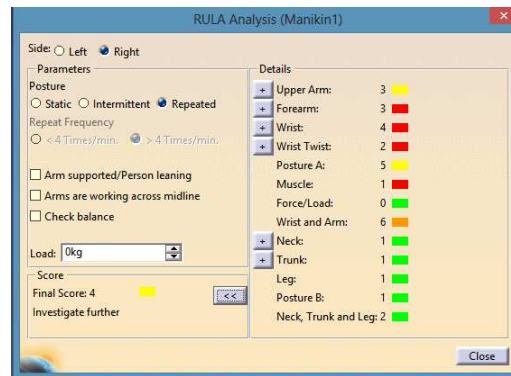 RULA Analysis (Manikin1)
Side: Left Right
Parameters
Posture
Static Intermittent Repeated
Repeat Frequency
< 4 Times/min. > 4 Times/min.
Arm supported/Person leaning
Arms are working across midline
Check balance
Load: 0kg
Score
Final Score: 4
<<
Investigate further
Details
+ Upper Arm: 3
+ Forearm: 3
+ Wrist: 4
+ Wrist Twist: 2
Posture A: 5
Muscle: 1
Force/Load: 0
Wrist and Arm: 6
+ Neck: 1
+ Trunk: 1
Leg: 1
Posture B: 1
Neck, Trunk and Leg: 2
Close